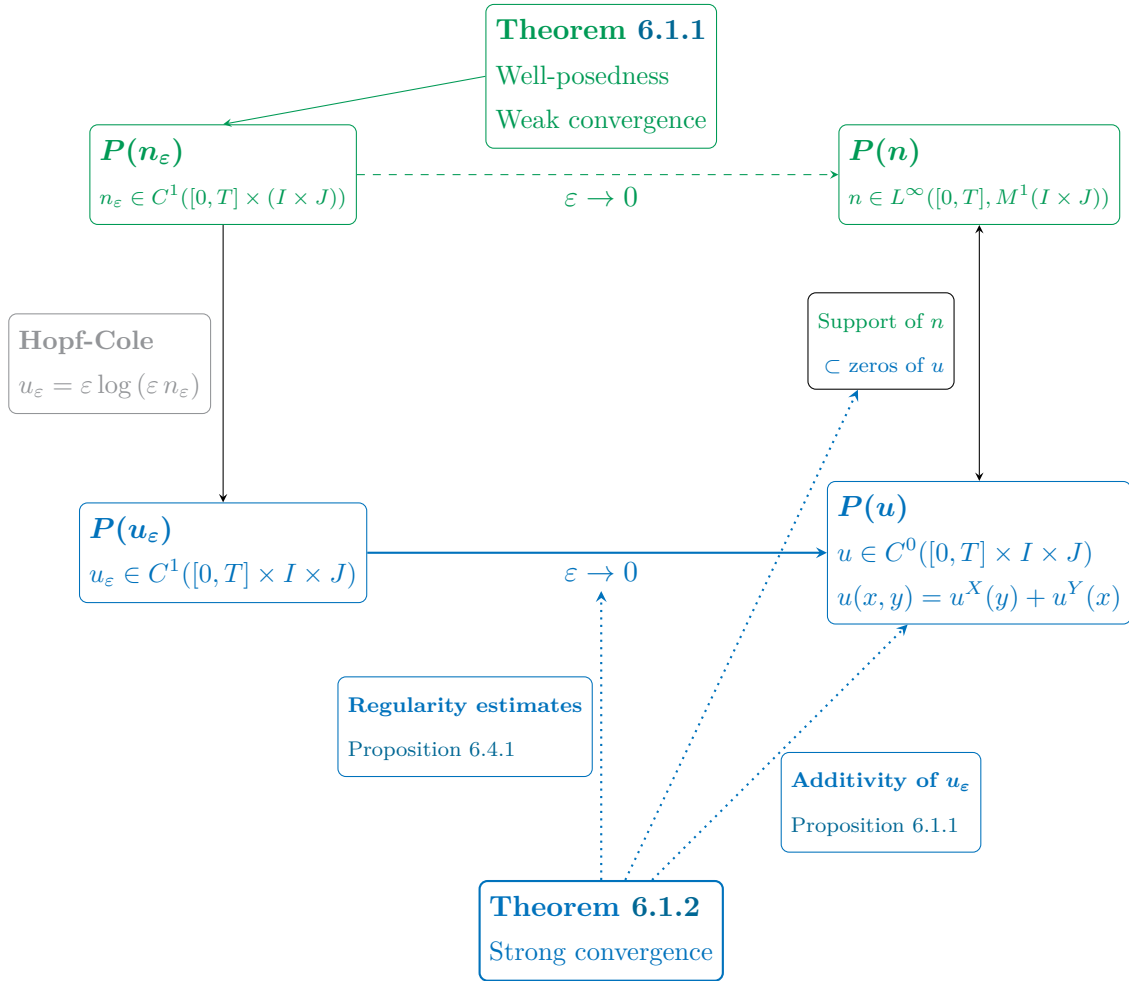 Theorem 6.1.1
Well-posedness
Weak convergence
P(n_ε)
n_ε ∈ C^1([0, T] × (I × J))
ε → 0
P(n)
n ∈ L^∞([0, T], M^1(I × J))
Hopf-Cole
u_ε = ε log (ε n_ε)
Support of n
⊂ zeros of u
P(u_ε)
u_ε ∈ C^1([0, T] × I × J)
ε → 0
P(u)
u ∈ C^0([0, T] × I × J)
u(x, y) = u^X(y) + u^Y(x)
Regularity estimates
Proposition 6.4.1
Additivity of u_ε
Proposition 6.1.1
Theorem 6.1.2
Strong convergence